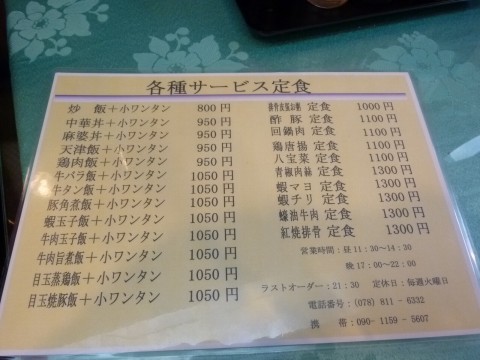 各種サービス定食
炒飯＋小ワンタン 800円
中華丼＋小ワンタン 950円
麻婆丼＋小ワンタン 950円
天津飯＋小ワンタン 950円
鶏肉飯＋小ワンタン 950円
牛バラ飯＋小ワンタン 1050円
牛タン飯＋小ワンタン 1050円
豚角煮飯＋小ワンタン 1050円
蝦玉子飯＋小ワンタン 1050円
牛肉玉子飯＋小ワンタン 1050円
牛肉旨煮飯＋小ワンタン 1050円
目玉蒸鶏飯＋小ワンタン 1050円
目玉焼豚飯＋小ワンタン 1050円
定食 1000円
酢豚 定食 1100円
回鍋肉 定食 1100円
鶏唐揚 定食 1100円
八宝菜 定食 1100円
青椒肉絲 定食 1300円
蝦マヨ 定食 1300円
蝦チリ 定食 1300円
蠔油牛肉 定食 1300円
紅焼排骨 定食 1300円
営業時間：昼11：30～14：30
晩17：00～22：00
ラストオーダー：21：30 定休日：毎週火曜日
電話番号：(078) 811－6332
携帯：090－1159－5607